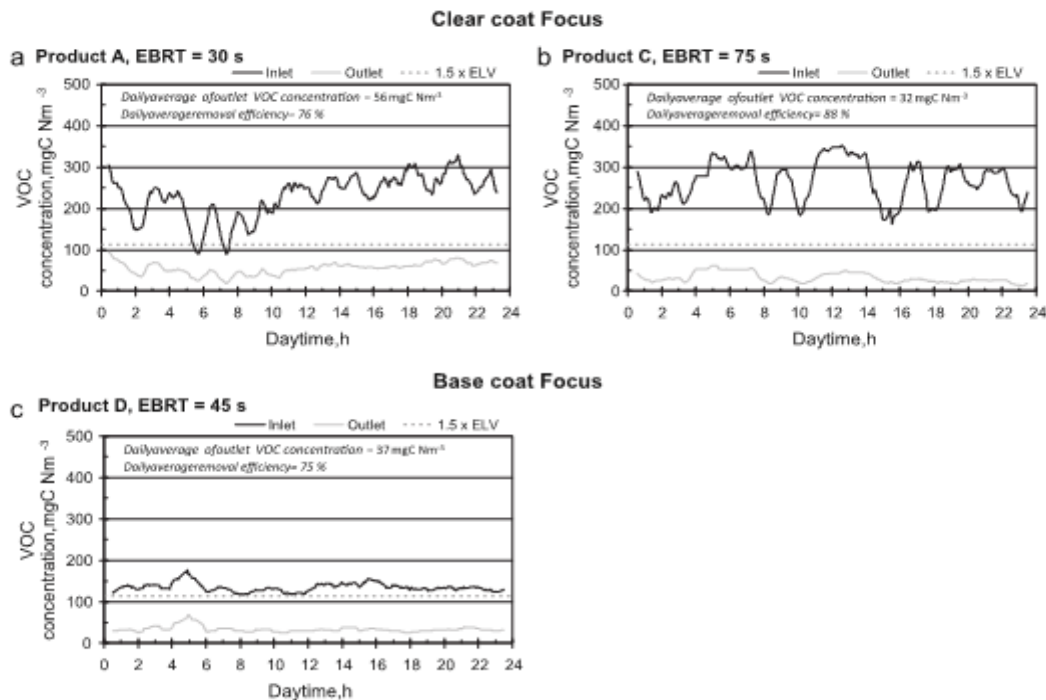 Clear coat Focus
a Product A, EBRT = 30 s
Inlet Outlet 1.5 x ELV
Dailyaverage ofoutlet VOC concentration – 56 mgC Nm⁻³
Dailyaverageremoval efficiency= 76 %
500
400
300
200
100
0
VOC
concentration,mgC Nm ⁻³
0 2 4 6 8 10 12 14 16 18 20 22 24
Daytime,h
b Product C, EBRT = 75 s
Inlet Outlet 1.5 x ELV
Dailyaverage ofoutlet VOC concentration = 32 mgC Nm⁻³
Dailyaverageremoval efficiency= 88 %
500
400
300
200
100
0
VOC
concentration,mgC Nm ⁻³
0 2 4 6 8 10 12 14 16 18 20 22 24
Daytime,h
Base coat Focus
c Product D, EBRT = 45 s
Inlet Outlet 1.5 x ELV
Dailyaverage ofoutlet VOC concentration – 37 mgC Nm⁻³
Dailyaverageremoval efficiency= 75 %
500
400
300
200
100
0
VOC
concentration,mgC Nm ⁻³
0 2 4 6 8 10 12 14 16 18 20 22 24
Daytime,h